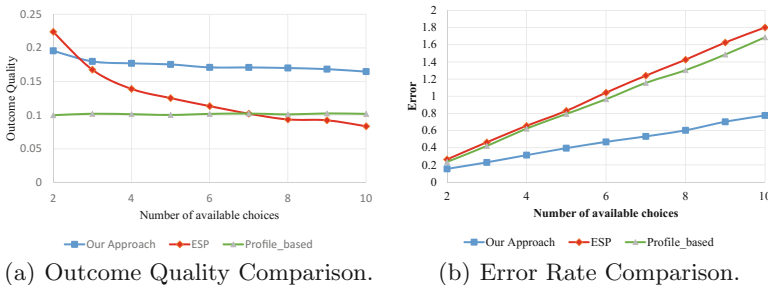 0.25
0.2
0.15
0.1
0.05
0
Outcome Quality
2 4 6 8 10
Number of available choices
Our Approach ESP Profile_based
(a) Outcome Quality Comparison.
2
1.8
1.6
1.4
1.2
1
0.8
0.6
0.4
0.2
0
Error
2 4 6 8 10
Number of available choices
Our Approach ESP Profile_based
(b) Error Rate Comparison.